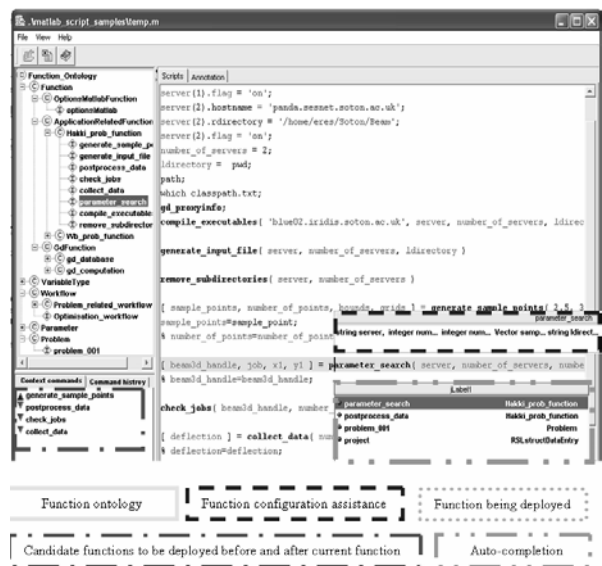 .\matlab_script_samples\temp.m
File View Help
Function_Ontology
Function
OptionsMatlabFunction
optionsMatlab
ApplicationRelatedFunction
Hakki_prob_function
generate_sample_po
generate_input_file
postprocess_data
check_jobs
collect_data
parameter_search
compile_executable
remove_subdirector
Wb_prob_function
GdFunction
gd_database
gd_computation
VariableType
Workflow
Problem_related_workflow
Optimisation_workflow
Parameter
Problem
problem_001
Context commands Command history
generate_sample_points
postprocess_data
check_jobs
collect_data
Scripts Annotation
server(1).flag = 'on';
server(2).hostname = 'panda.sesnet.soton.ac.uk';
server(2).rdirectory = '/home/eres/Soton/Beam';
server(2).flag = 'on';
number_of_servers = 2;
ldirectory = pwd;
path;
which classpath.txt;
gd_proxyinfo;
compile_executables( 'blue02.iridis.soton.ac.uk', server, number_of_servers, ldirec
generate_input_file( server, number_of_servers, ldirectory )
remove_subdirectories( server, number_of_servers )
[ sample_points, number_of_points, bounds, grids ] = generate_sample_points( 2.5, 3
sample_points=sample_point;
% number_of_points=number_of_point
parameter_search
string server, integer num... integer num... Vector samp... string ldirect...
[ beam3d_handle, job, x1, y1 ] = parameter_search( server, number_of_servers, numbe
% beam3d_handle=beam3d_handle;
check_jobs( beam3d_handle, number_
[ deflection ] = collect_data( num
% deflection=deflection;
jLabel1
parameter_search Hakki_prob_function
postprocess_data Hakki_prob_function
problem_001 Problem
project RSLstructDataEntry
Function ontology
Function configuration assistance
Function being deployed
Candidate functions to be deployed before and after current function
Auto-completion